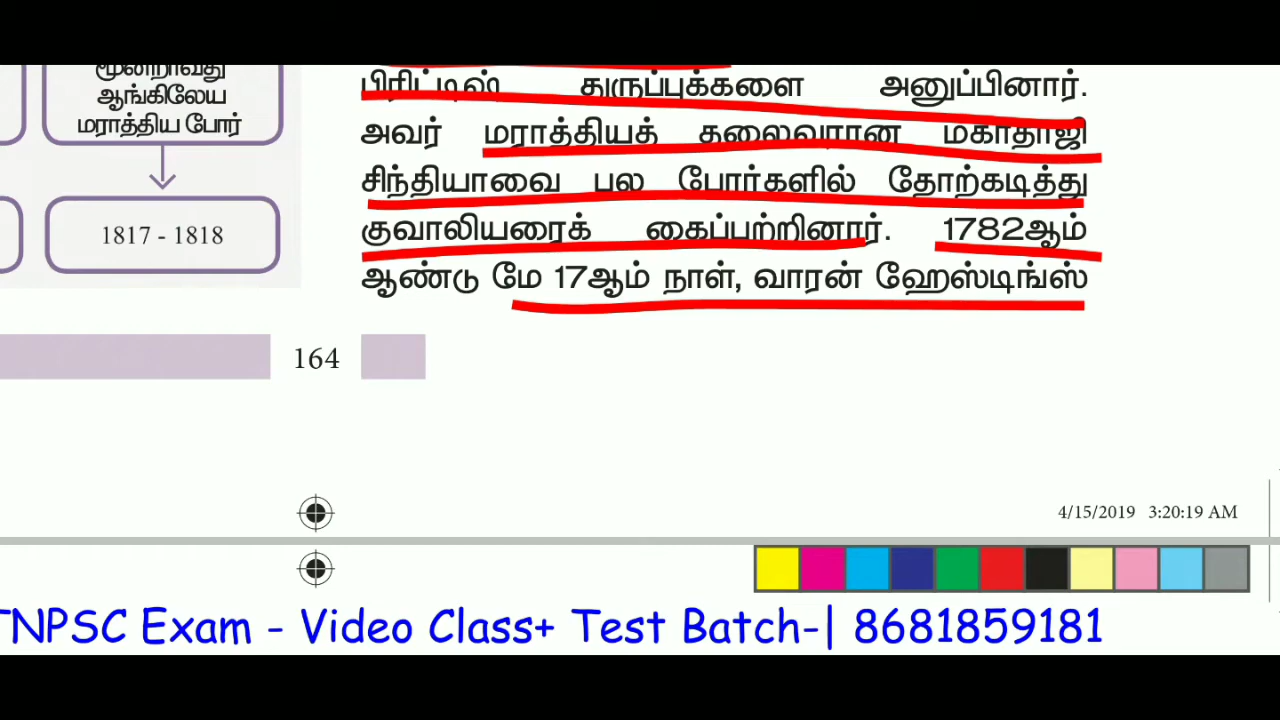 மூன்றாவது
ஆங்கிலேய
மராத்திய போர்
1817 - 1818
பிரிட்டிஷ் துருப்புக்களை அனுப்பினார்.
அவர் மராத்தியக் தலைவரான மகாதாஜி
சிந்தியாவை பல போர்களில் தோற்கடித்து
குவாலியரைக் கைப்பற்றினார். 1782ஆம்
ஆண்டு மே 17ஆம் நாள், வாரன் ஹேஸ்டிங்ஸ்
164
4/15/2019 3:20:19 AM
TNPSC Exam - Video Class+ Test Batch-| 8681859181